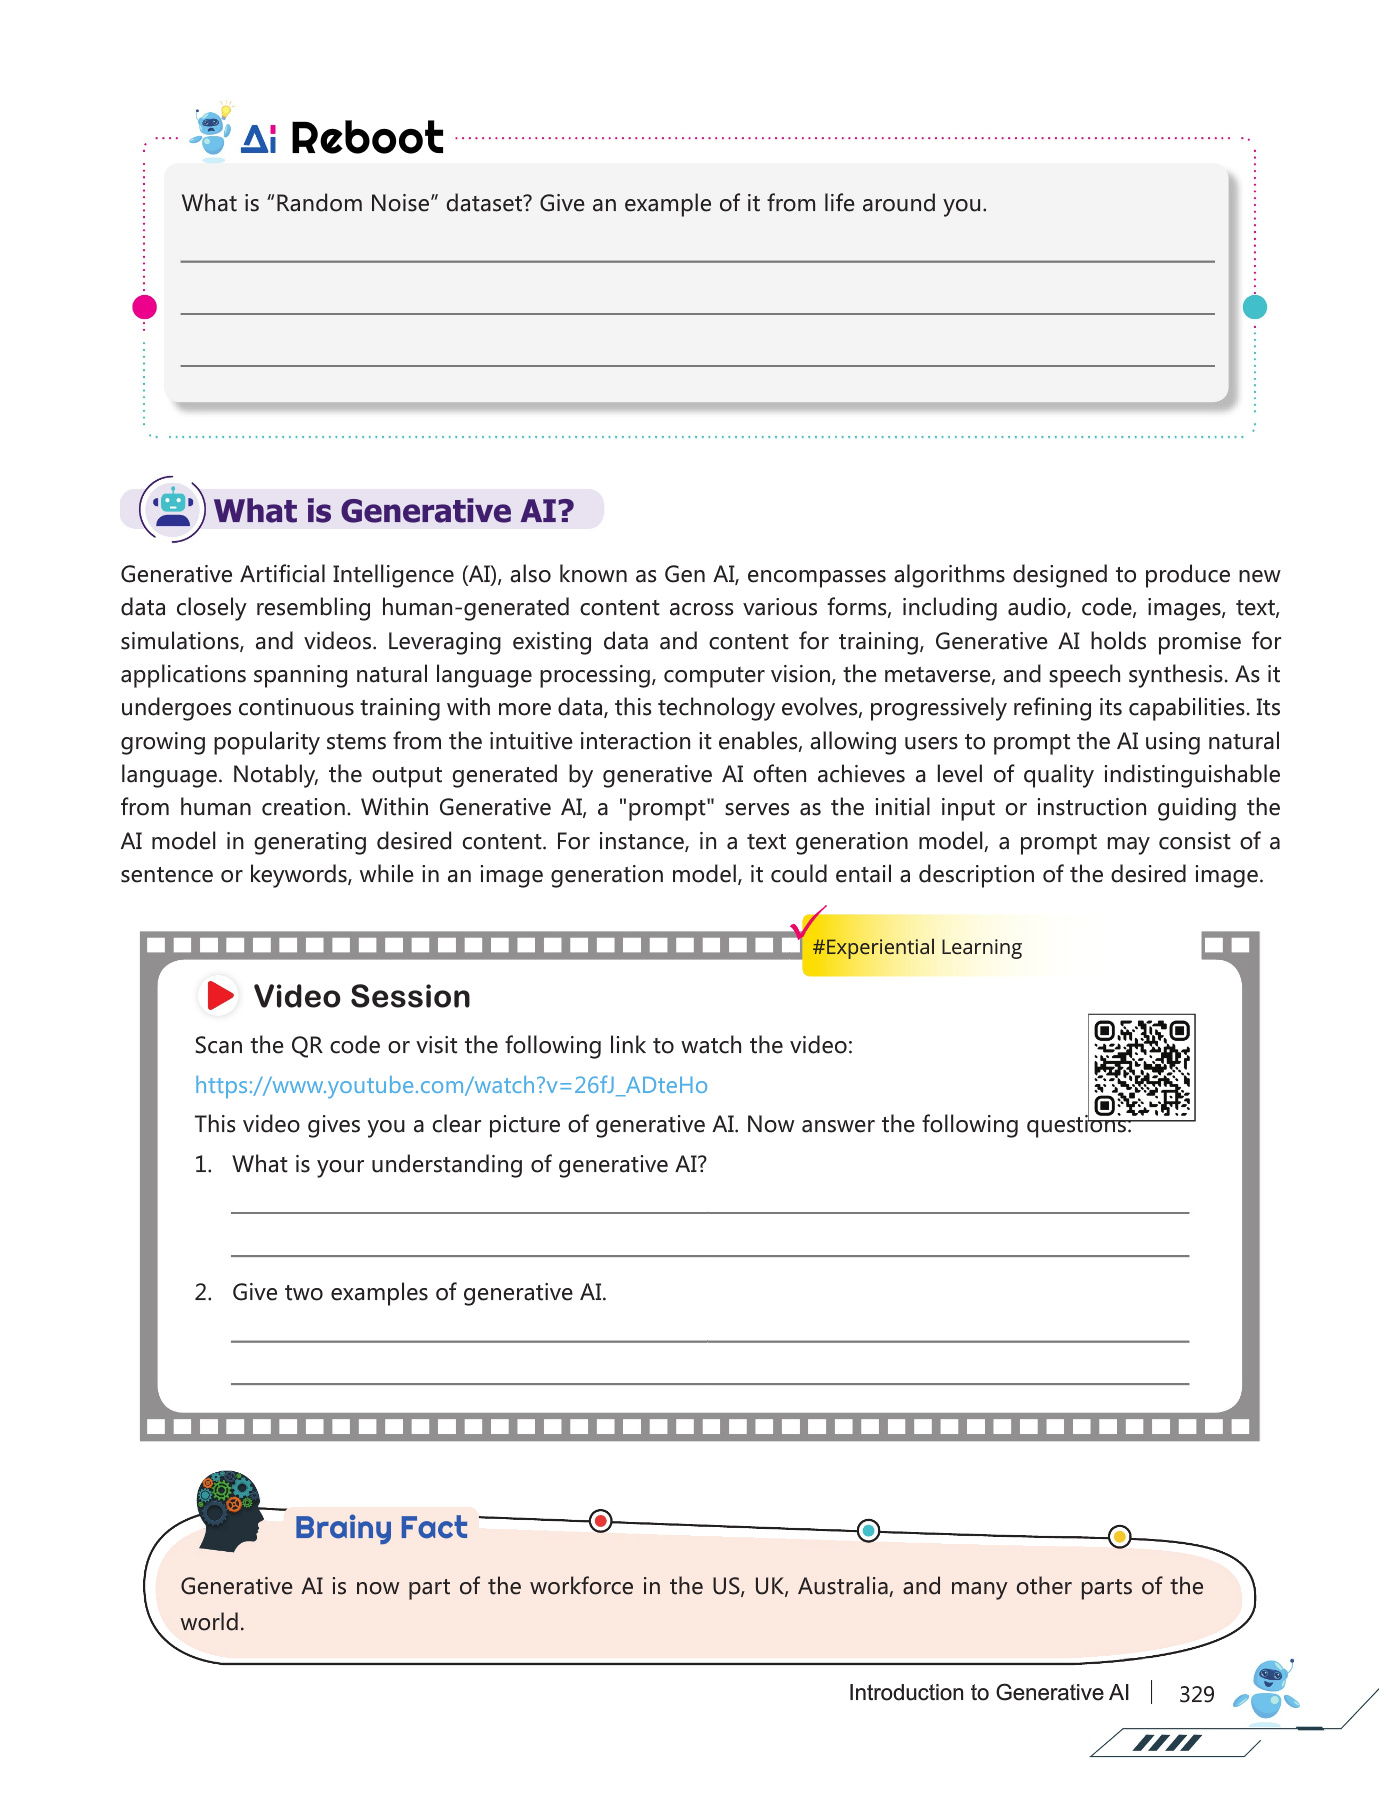 Ai Reboot
What is “Random Noise” dataset? Give an example of it from life around you.
What is Generative AI?
Generative Artificial Intelligence (AI), also known as Gen AI, encompasses algorithms designed to produce new
data closely resembling human-generated content across various forms, including audio, code, images, text,
simulations, and videos. Leveraging existing data and content for training, Generative AI holds promise for
applications spanning natural language processing, computer vision, the metaverse, and speech synthesis. As it
undergoes continuous training with more data, this technology evolves, progressively refining its capabilities. Its
growing popularity stems from the intuitive interaction it enables, allowing users to prompt the AI using natural
language. Notably, the output generated by generative AI often achieves a level of quality indistinguishable
from human creation. Within Generative AI, a "prompt" serves as the initial input or instruction guiding the
AI model in generating desired content. For instance, in a text generation model, a prompt may consist of a
sentence or keywords, while in an image generation model, it could entail a description of the desired image.
#Experiential Learning
Video Session
Scan the QR code or visit the following link to watch the video:
https://www.youtube.com/watch?v=26fJ_ADteHo
This video gives you a clear picture of generative AI. Now answer the following questions:
1. What is your understanding of generative AI?
2. Give two examples of generative AI.
Brainy Fact
Generative AI is now part of the workforce in the US, UK, Australia, and many other parts of the
world.
Introduction to Generative AI 329